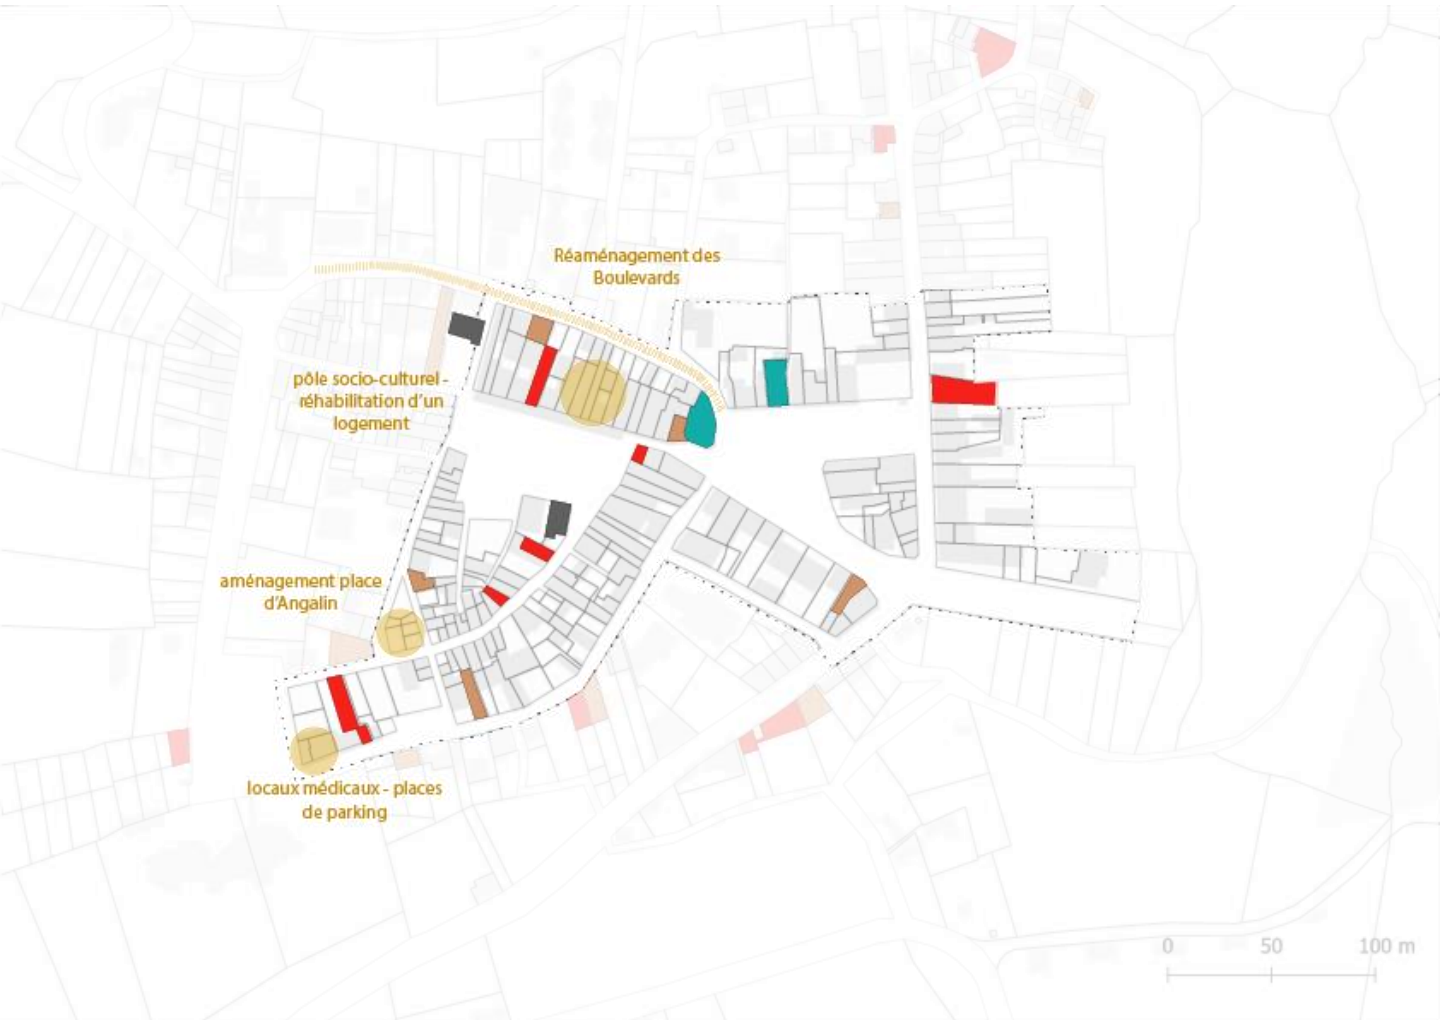 Réaménagement des
Boulevards
pôle socio-culturel -
réhabilitation d'un
logement
aménagement place
d'Angalin
locaux médicaux - places
de parking
0 50 100 m